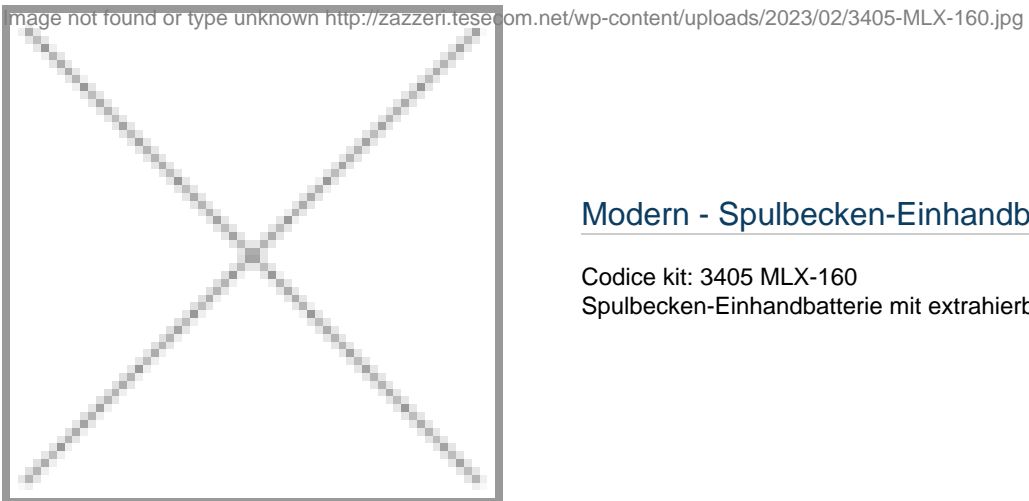 Image not found or type unknown http://zazzeri.tesecom.net/wp-content/uploads/2023/02/3405-MLX-160.jpg
Modern - Spulbecken-Einhandb
Codice kit: 3405 MLX-160
Spulbecken-Einhandbatterie mit extrahierb